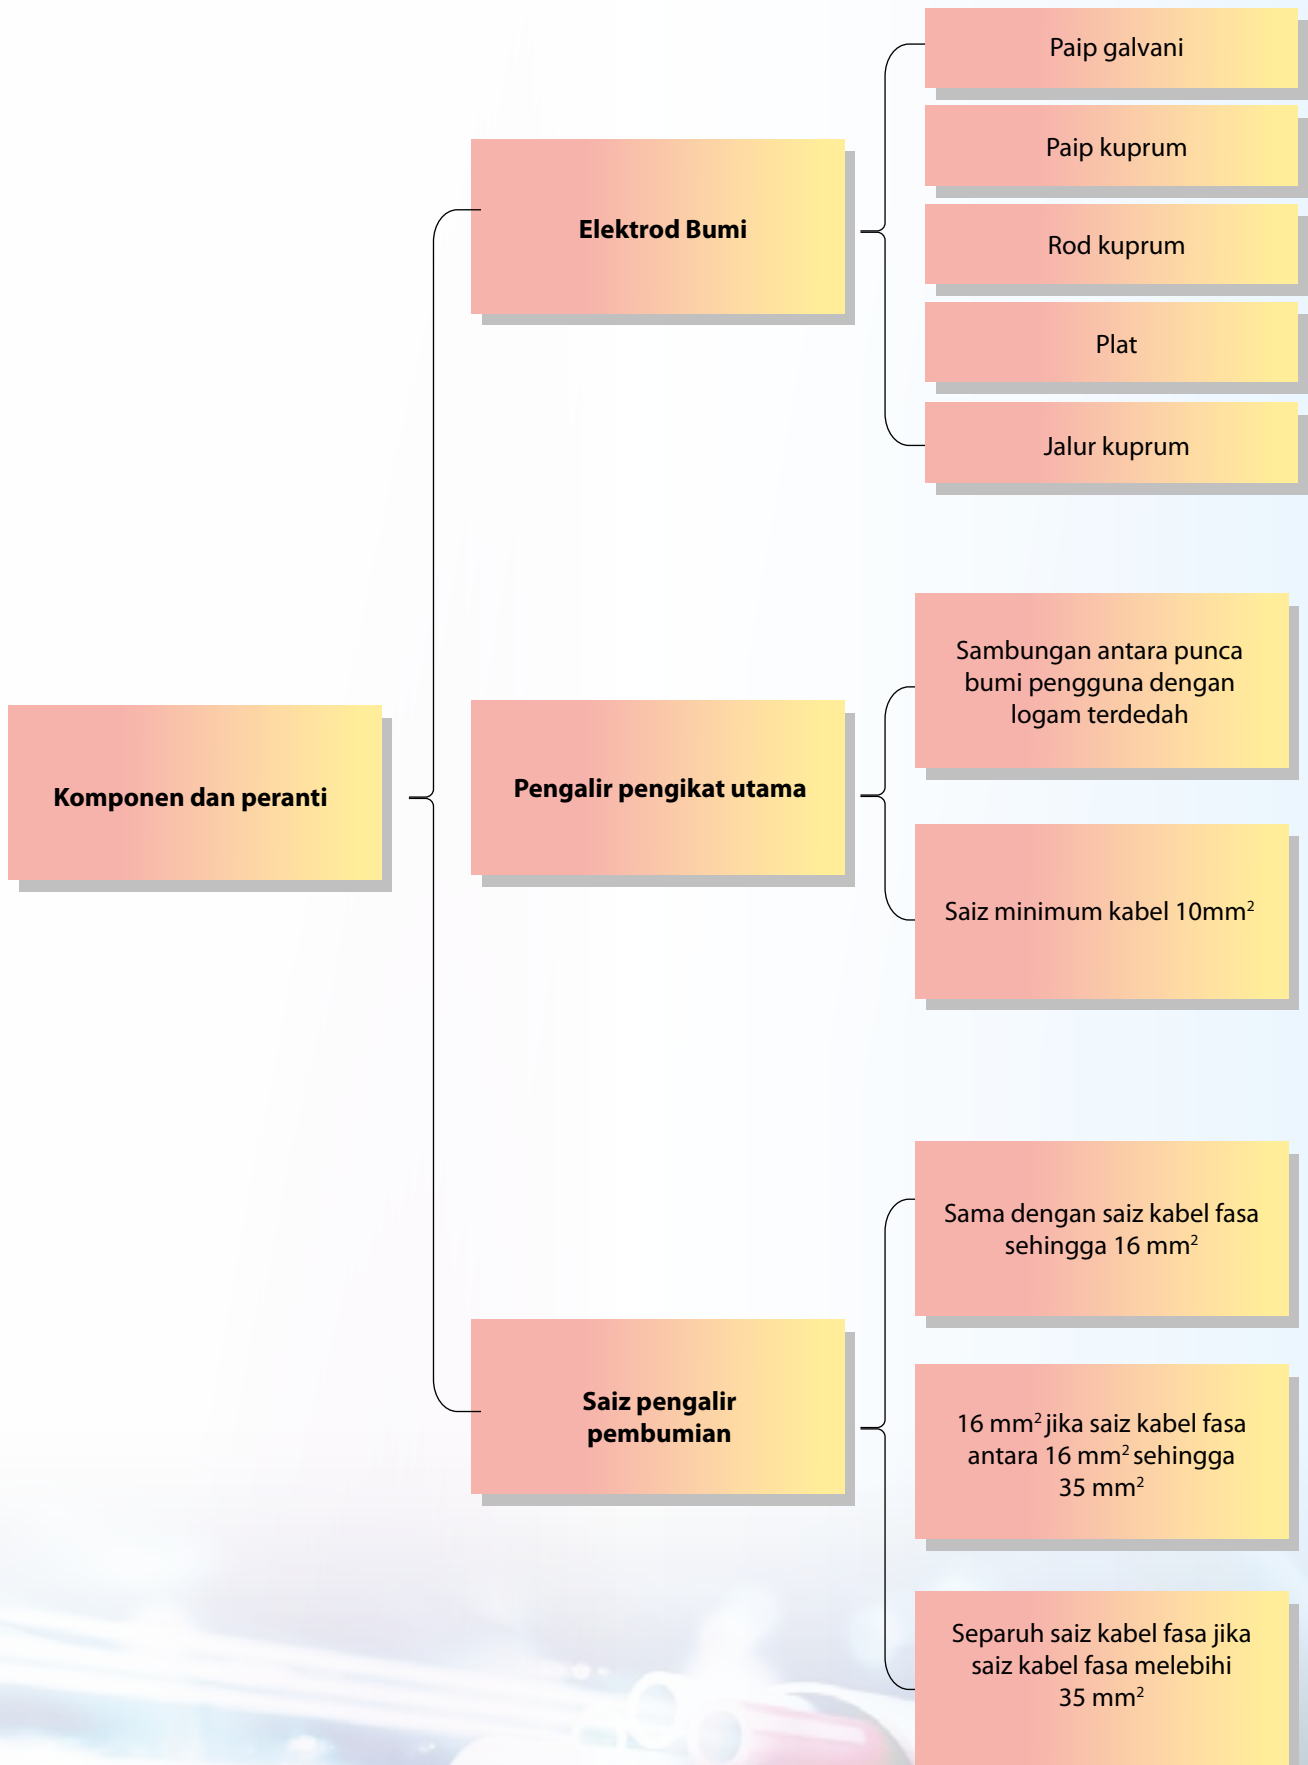 Komponen dan peranti
Elektrod Bumi
Paip galvani
Paip kuprum
Rod kuprum
Plat
Jalur kuprum
Pengalir pengikat utama
Sambungan antara punca
bumi pengguna dengan
logam terdedah
Saiz minimum kabel 10mm²
Saiz pengalir
pembumian
Sama dengan saiz kabel fasa
sehingga 16 mm²
16 mm² jika saiz kabel fasa
antara 16 mm² sehingga
35 mm²
Separuh saiz kabel fasa jika
saiz kabel fasa melebihi
35 mm²